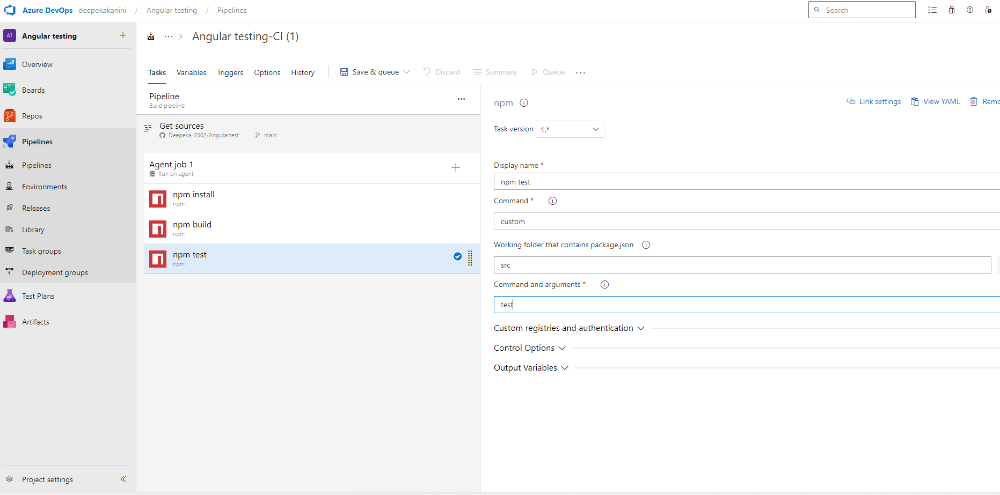 Azure DevOps deepekakanini / Angular testing / Pipelines
Search
AT Angular testing
Overview
Boards
Repos
Pipelines
Pipelines
Environments
Releases
Library
Task groups
Deployment groups
Test Plans
Artifacts
Project settings
... > Angular testing-CI (1)
Tasks Variables Triggers Options History Save & queue Discard Summary Queue ...
Pipeline
Build pipeline
Get sources
Deepeka-2002/Angulartest main
Agent job 1
Run on agent
npm install
npm
npm build
npm
npm test
npm
npm
Link settings View YAML Remo
Task version 1.*
Display name *
npm test
Command *
custom
Working folder that contains package.json
src
Command and arguments *
test
Custom registries and authentication
Control Options
Output Variables